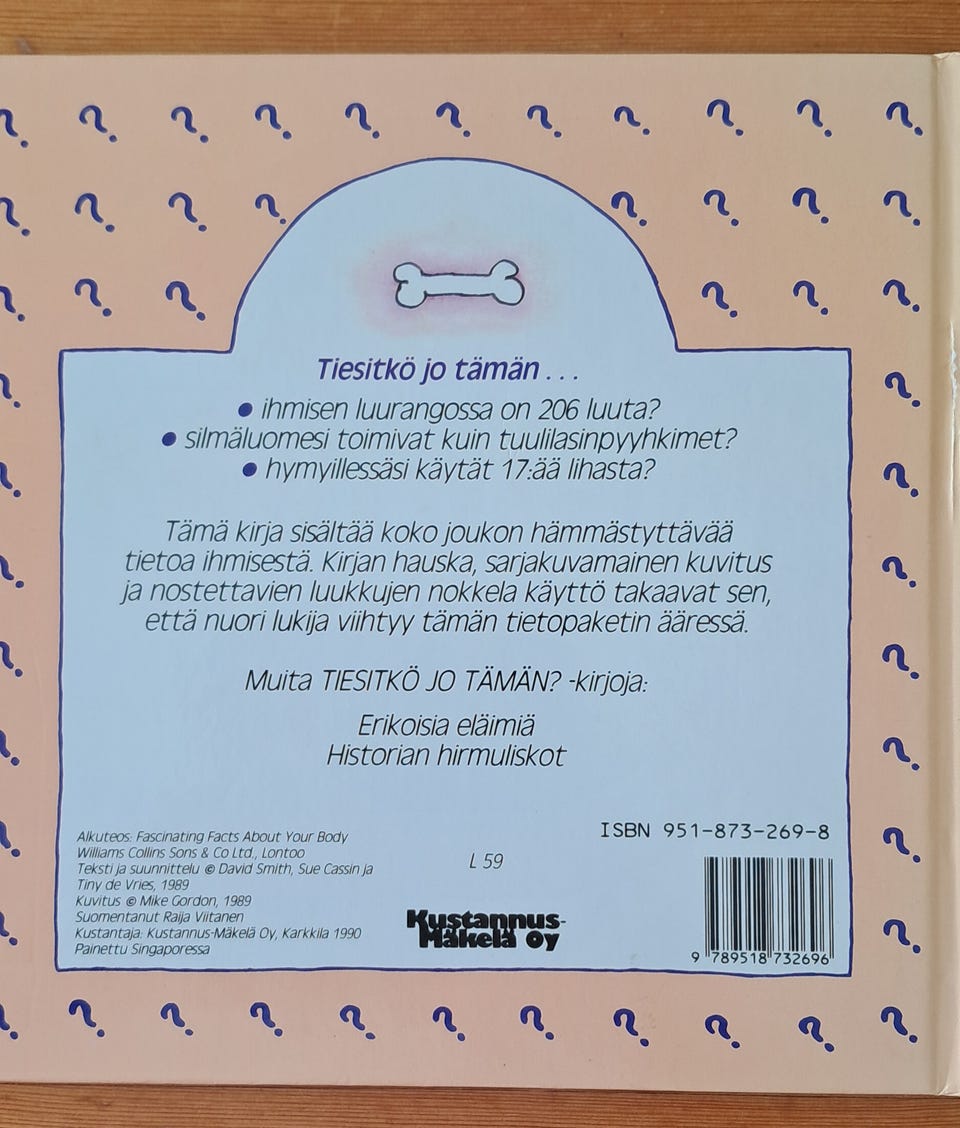 Tiesitkö jo tämän . . .
● ihmisen luurangossa on 206 luuta?
● silmäluomesi toimivat kuin tuulilasinpyyhkimet?
● hymyillessäsi käytät 17:ää lihasta?
Tämä kirja sisältää koko joukon hämmästyttävää
tietoa ihmisestä. Kirjan hauska, sarjakuvamainen kuvitus
ja nostettavien luukkujen nokkela käyttö takaavat sen,
että nuori lukija viihtyy tämän tietopaketin ääressä.
Muita TIESITKÖ JO TÄMÄN? -kirjoja:
Erikoisia eläimiä
Historian hirmuliskot
Alkuteos: Fascinating Facts About Your Body
Williams Collins Sons & Co Ltd., Lontoo
Teksti ja suunnittelu © David Smith, Sue Cassin ja
Tiny de Vries, 1989
Kuvitus © Mike Gordon, 1989
Suomentanut Raija Viitanen
Kustantaja: Kustannus-Mäkelä Oy, Karkkila 1990
Painettu Singaporessa
L 59
Kustannus-
Mäkelä Oy
ISBN 951-873-269-8
9 789518 732696